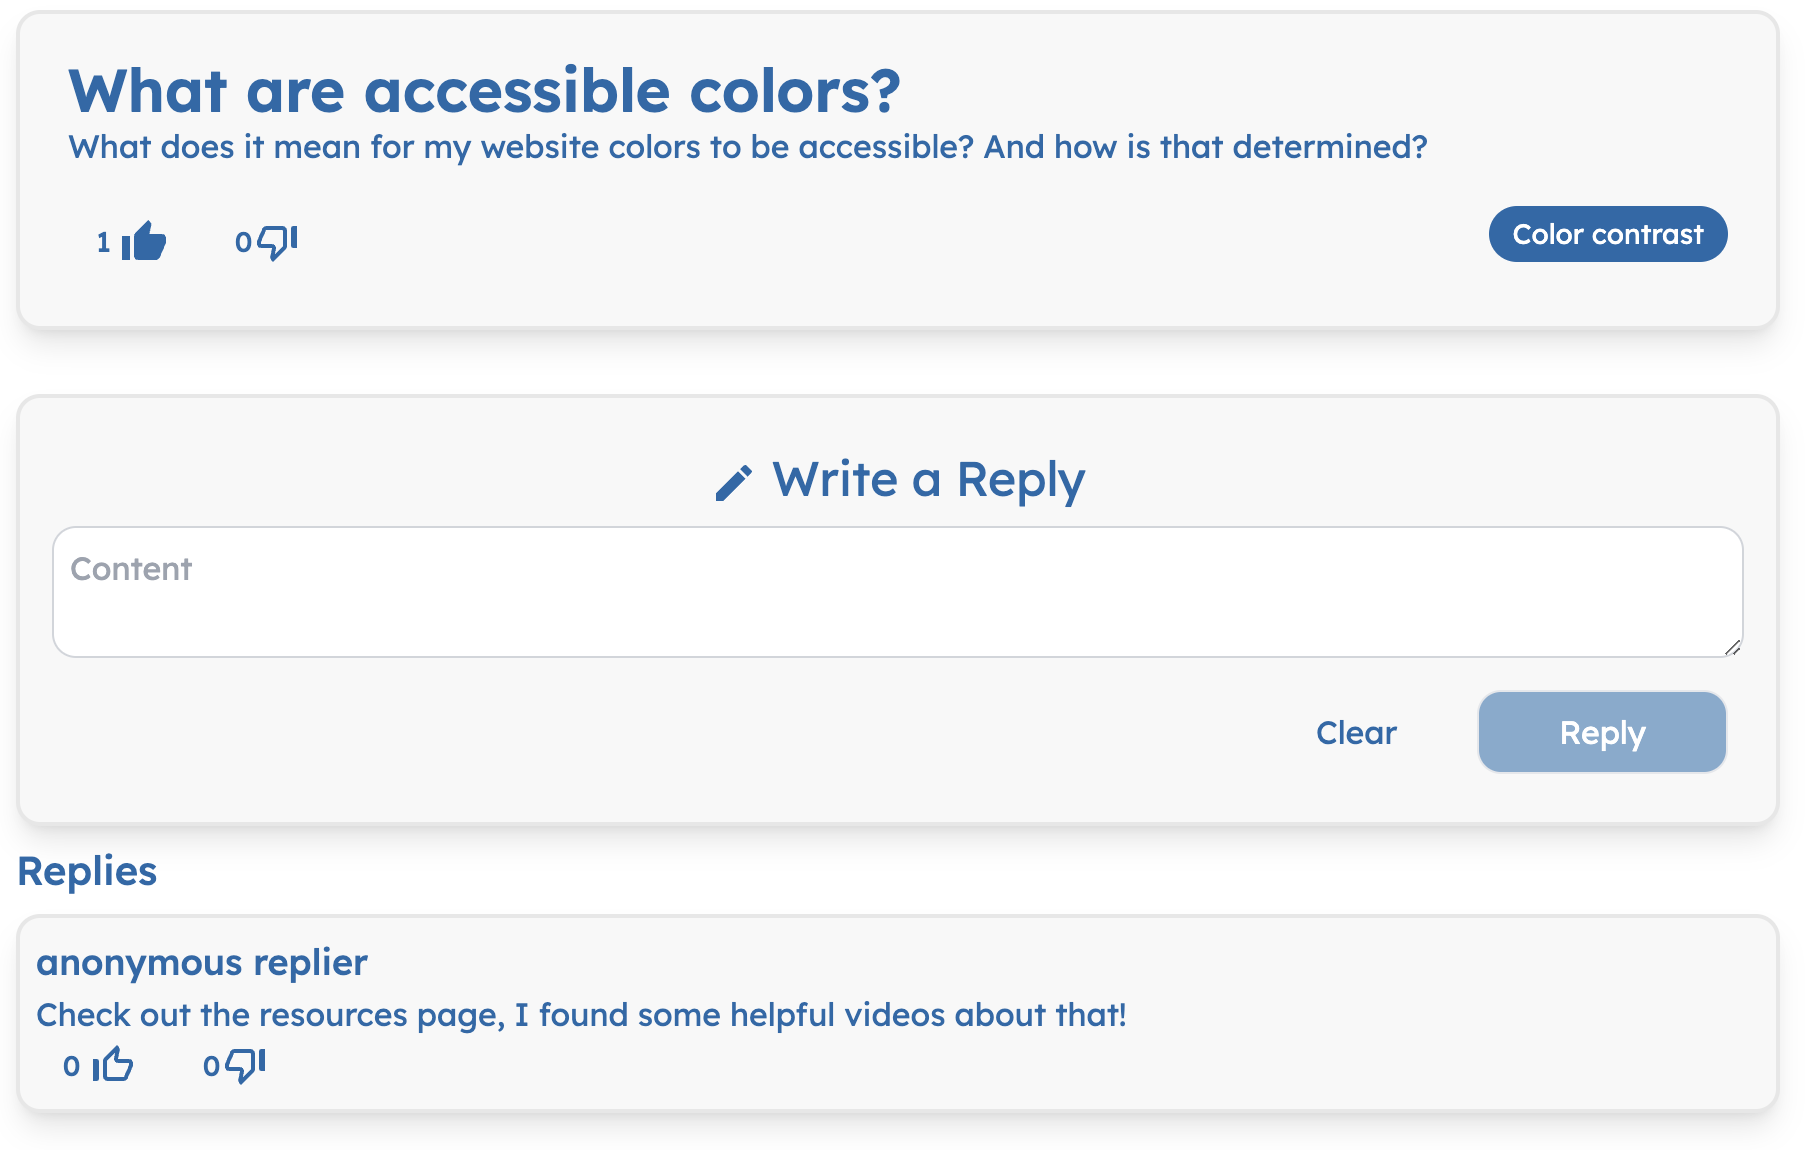 What are accessible colors?
What does it mean for my website colors to be accessible? And how is that determined?
1 0 Color contrast
Write a Reply
Content
Clear Reply
Replies
anonymous replier
Check out the resources page, I found some helpful videos about that!
0 0